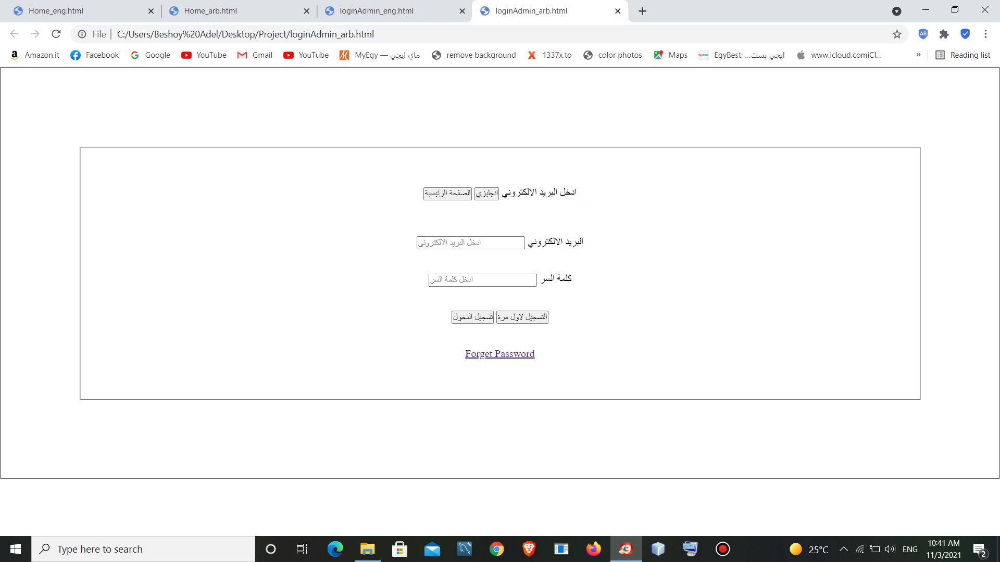 Home_eng.html
Home_arb.html
loginAdmin_eng.html
loginAdmin_arb.html
File | C:/Users/Beshoy%20Adel/Desktop/Project/loginAdmin_arb.html
AB
Amazon.it
Facebook
Google
YouTube
Gmail
YouTube
MyEgy — ماي ايجي
remove background
1337x.to
color photos
Maps
EgyBest: ...ايجي بست
www.icloud.comiCl...
»
Reading list
ادخل البريد الالكتروني انجليزي الصفحة الرئيسية
البريد الالكتروني ادخل البريد الالكتروني
كلمة السر ادخل كلمة السر
التسجيل لاول مرة تسجيل الدخول
Forget Password
Type here to search
25°C
ENG
10:41 AM
11/3/2021
2